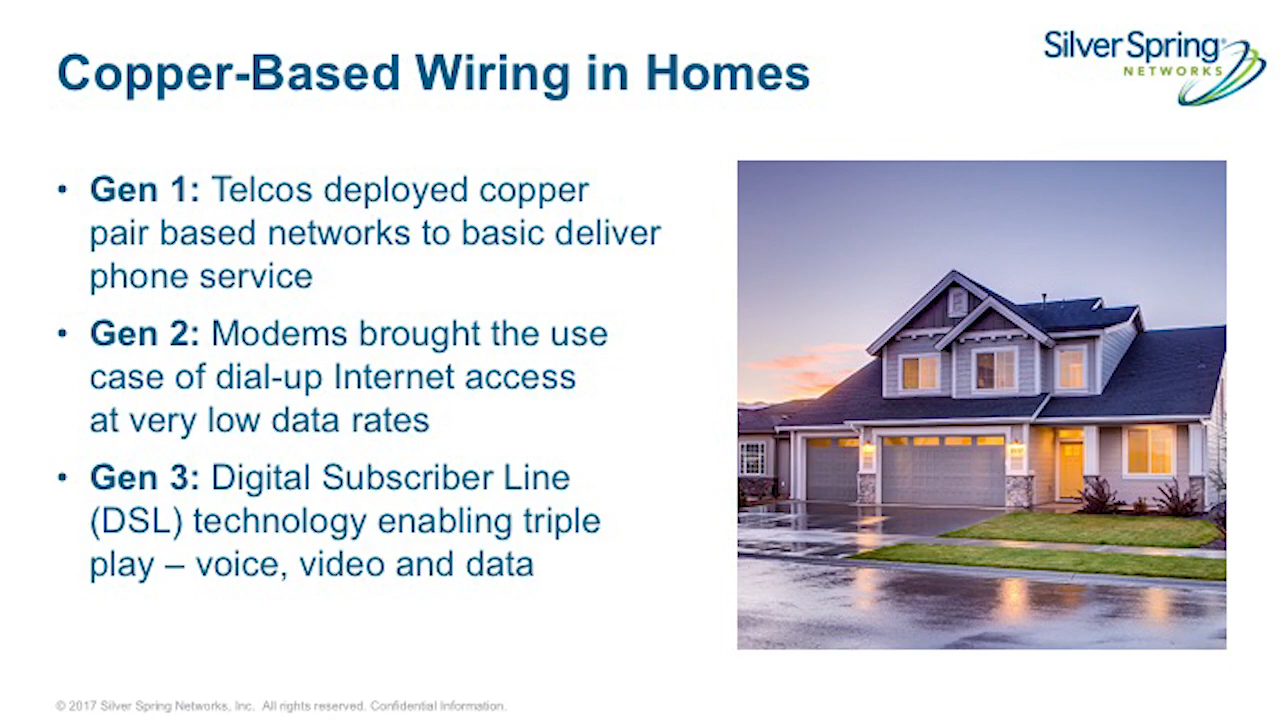 Copper-Based Wiring in Homes
Silver Spring®
NETWORKS
• Gen 1: Telcos deployed copper
pair based networks to basic deliver
phone service
• Gen 2: Modems brought the use
case of dial-up Internet access
at very low data rates
• Gen 3: Digital Subscriber Line
(DSL) technology enabling triple
play – voice, video and data
© 2017 Silver Spring Networks, Inc. All rights reserved. Confidential Information.